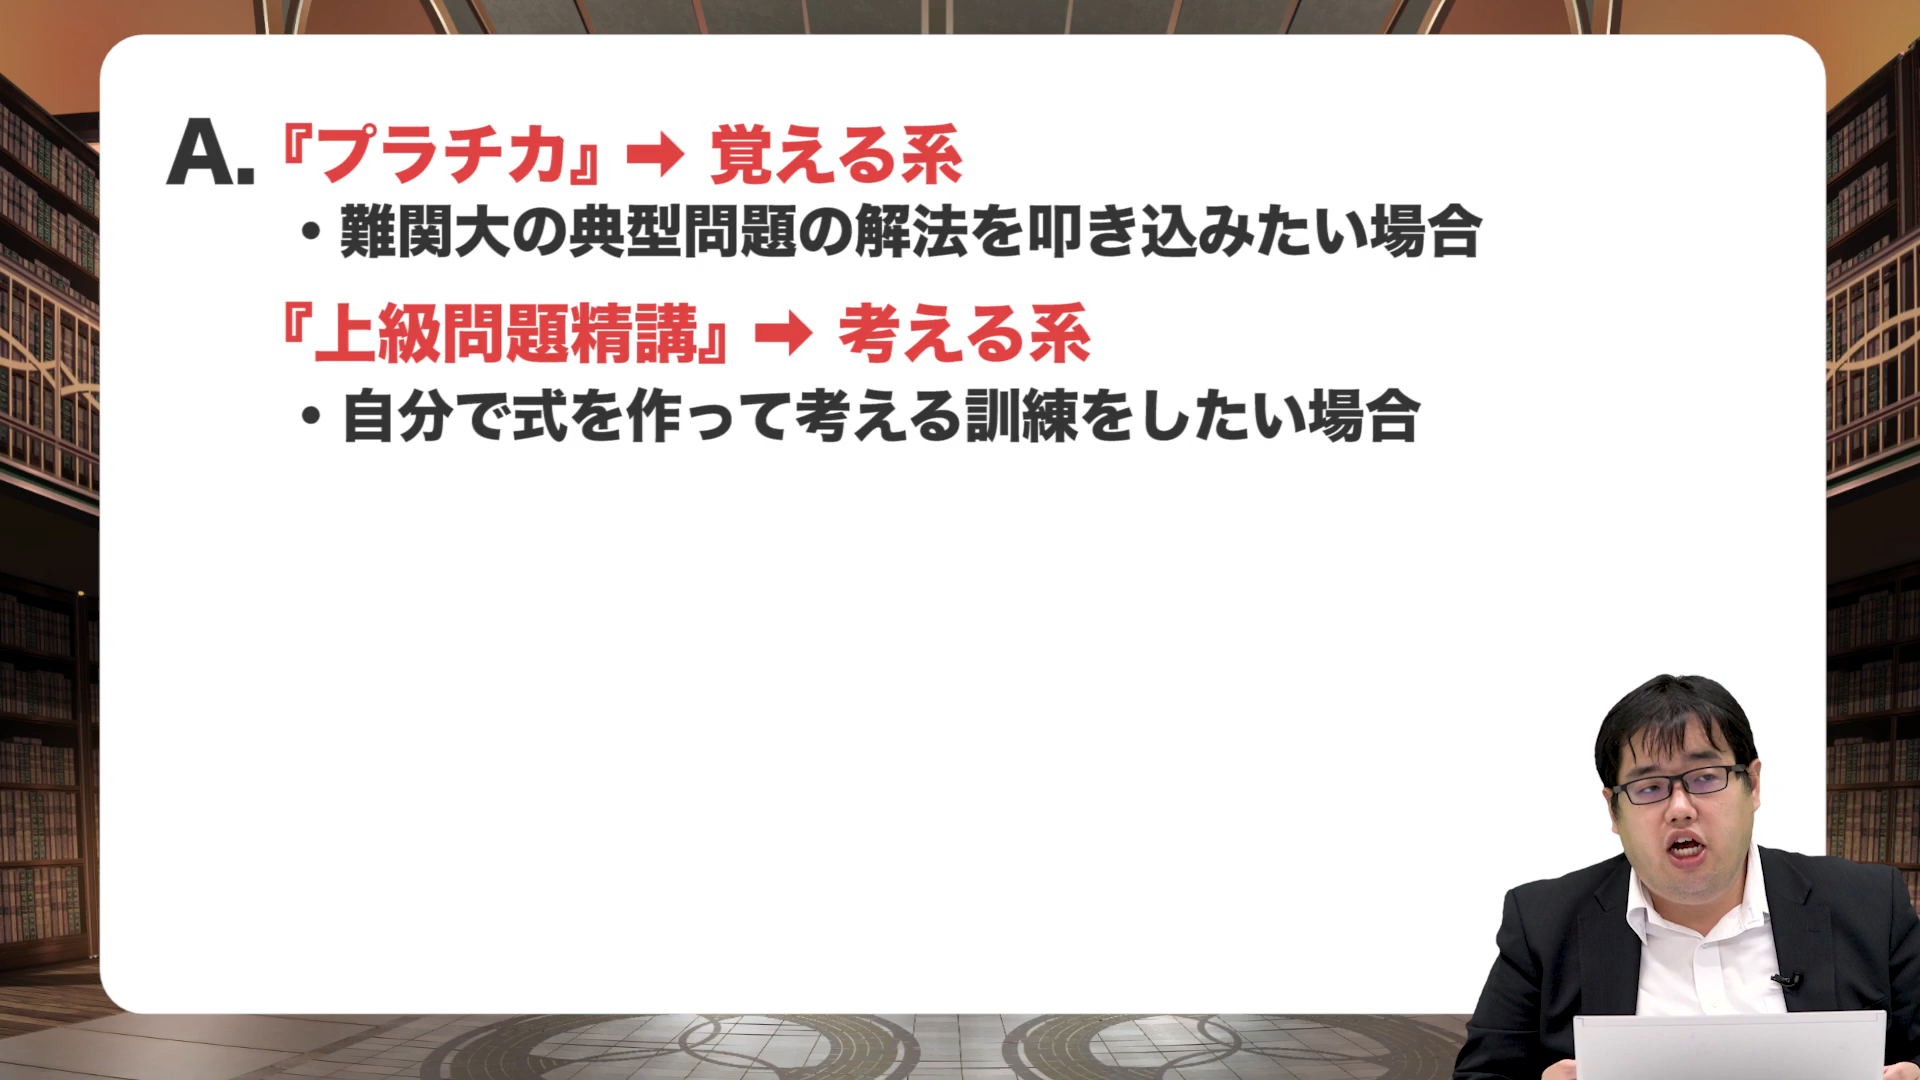 A.『プラチカ』➡ 覚える系
・難関大の典型問題の解法を叩き込みたい場合
『上級問題精講』➡ 考える系
・自分で式を作って考える訓練をしたい場合